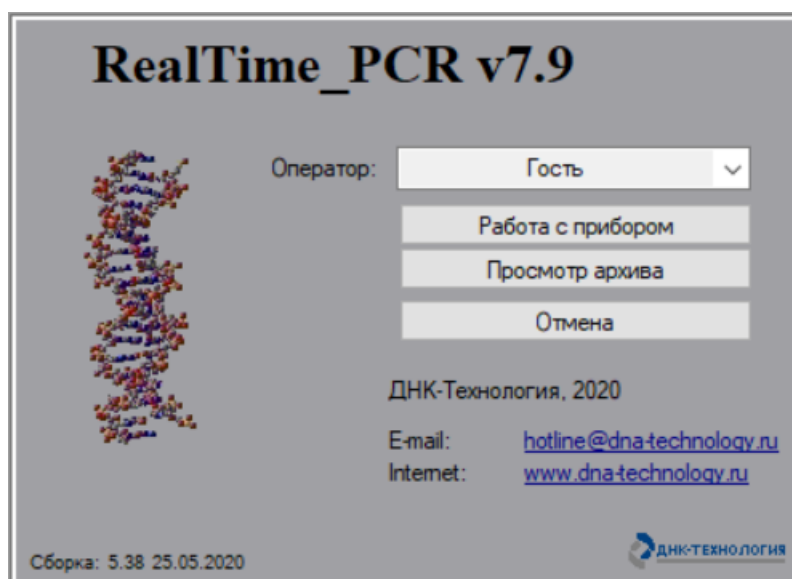 RealTime_PCR v7.9
Оператор: Гость
Работа с прибором
Просмотр архива
Отмена
ДНК-Технология, 2020
E-mail: hotline@dna-technology.ru
Internet: www.dna-technology.ru
Сборка: 5.38 25.05.2020
ДНК-ТЕХНОЛОГИЯ